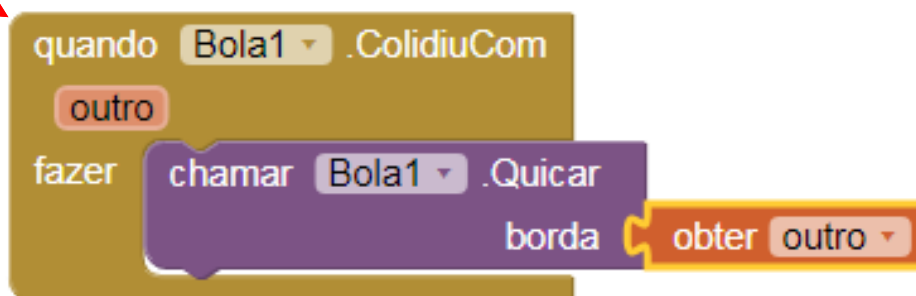 quando Bola1 .ColidiuCom
outro
fazer chamar Bola1 .Quicar
borda obter outro